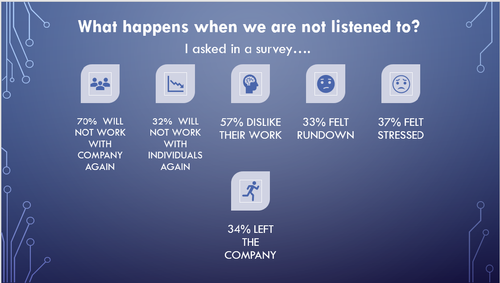 What happens when we are not listened to?
I asked in a survey....
70% WILL
NOT WORK
WITH
COMPANY
AGAIN
32% WILL
NOT WORK
WITH
INDIVIDUALS
AGAIN
57% DISLIKE
THEIR WORK
33% FELT
RUNDOWN
37% FELT
STRESSED
34% LEFT
THE
COMPANY